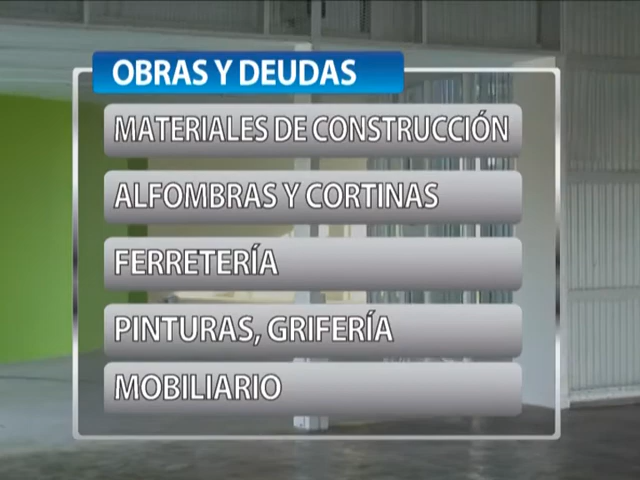 OBRAS Y DEUDAS
MATERIALES DE CONSTRUCCIÓN
ALFOMBRAS Y CORTINAS
FERRETERÍA
PINTURAS, GRIFERÍA
MOBILIARIO